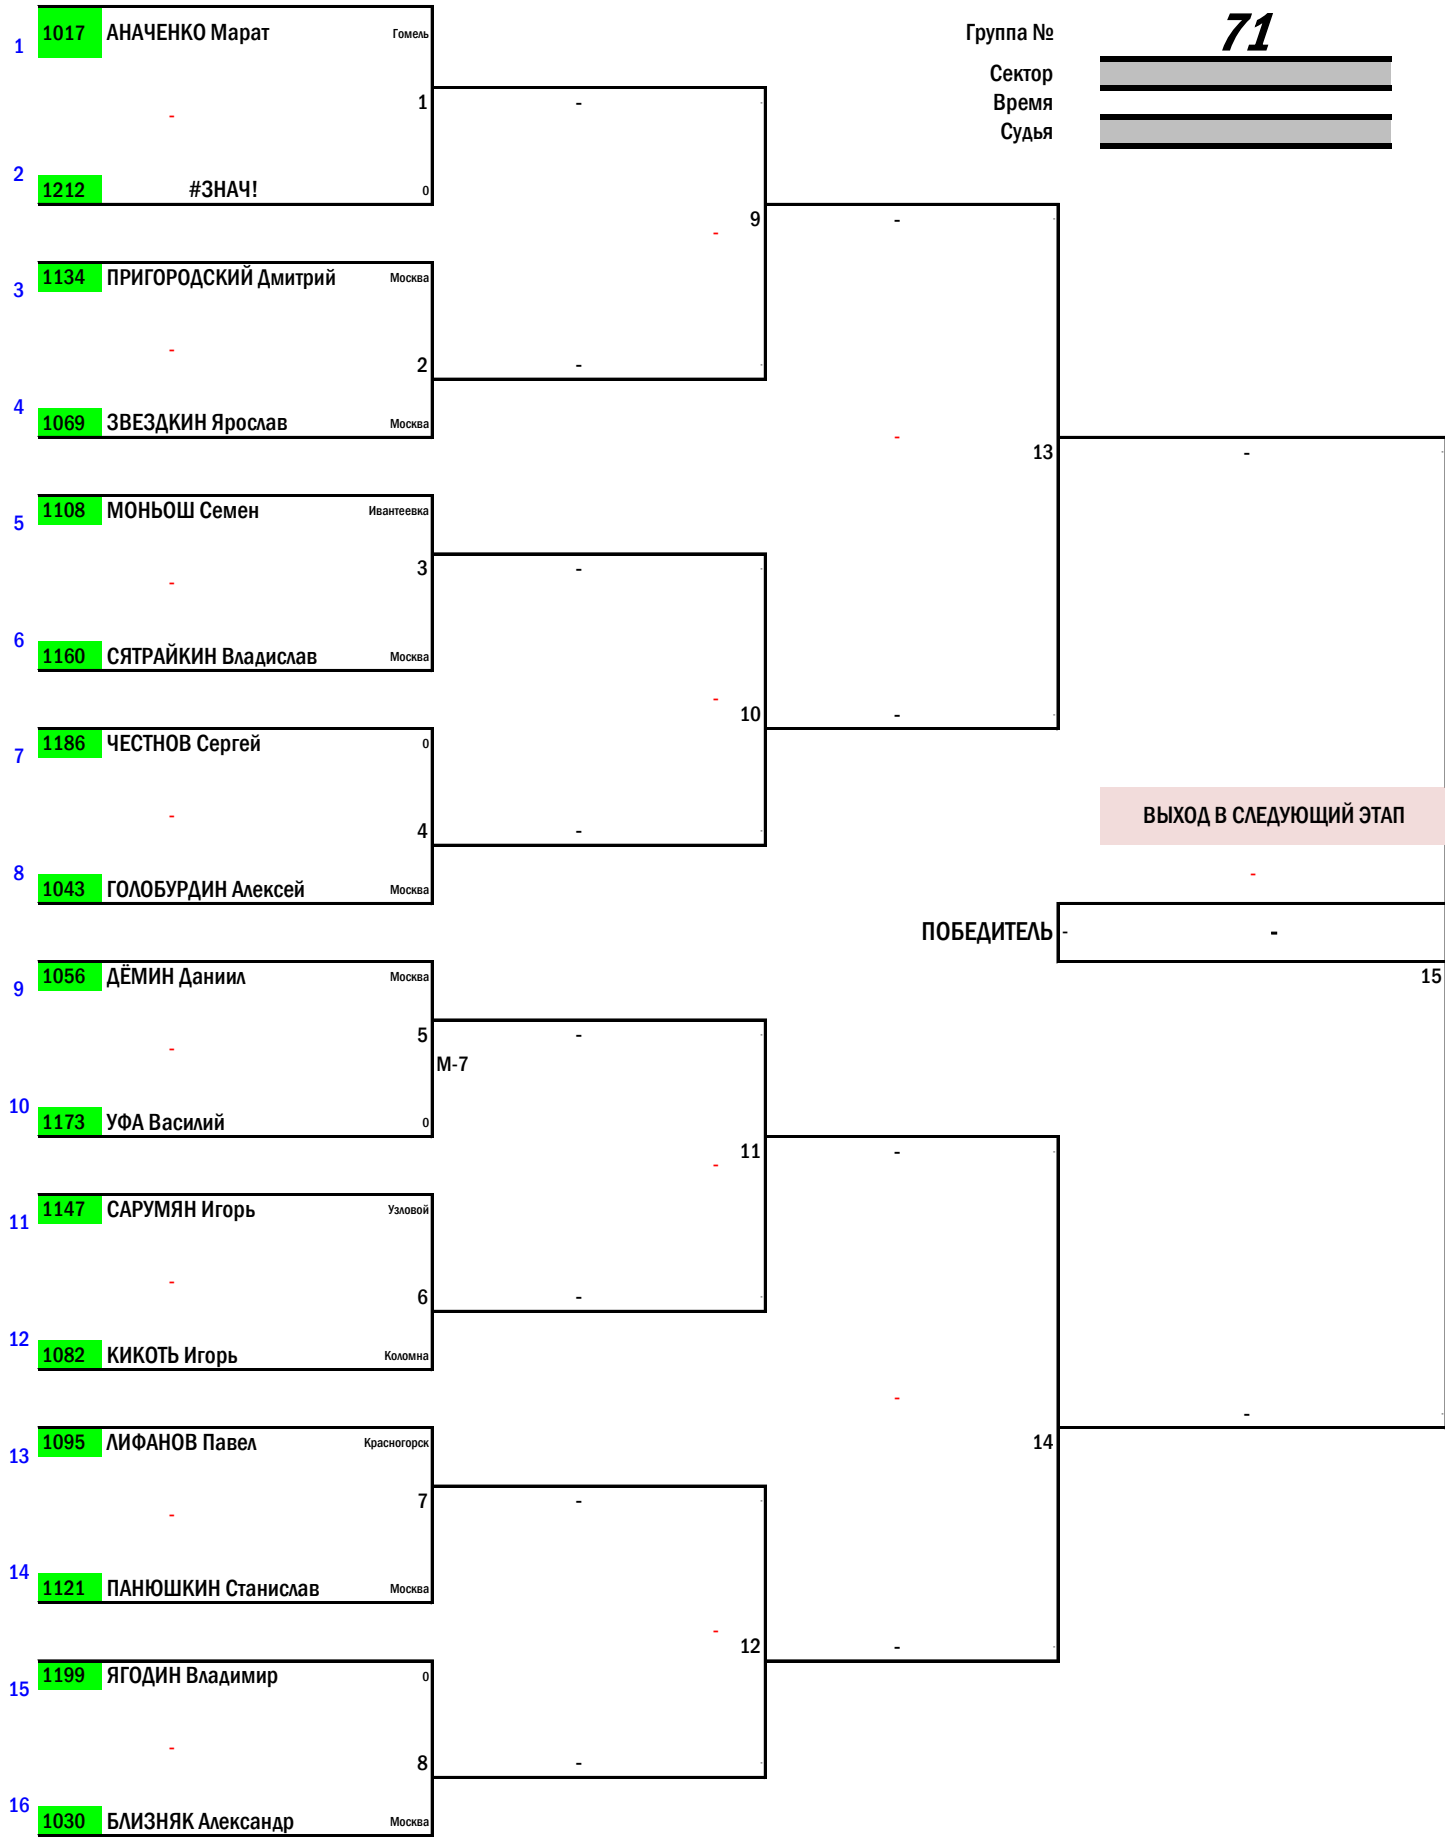 1 1017 АНАЧЕНКО Марат Гомель
Группа № 71
Сектор
Время
Судья
-
1 -
2 1212 #ЗНАЧ! 0
- 9 -
3 1134 ПРИГОРОДСКИЙ Дмитрий Москва
-
2 -
4 1069 ЗВЕЗДКИН Ярослав Москва
- 13 -
5 1108 МОНЬОШ Семен Ивантеевка
-
3 -
6 1160 СЯТРАЙКИН Владислав Москва
- 10 -
7 1186 ЧЕСТНОВ Сергей 0
-
4 -
ВЫХОД В СЛЕДУЮЩИЙ ЭТАП
8 1043 ГОЛОБУРДИН Алексей Москва
-
ПОБЕДИТЕЛЬ - -
9 1056 ДЁМИН Даниил Москва
15
-
5 -
М-7
10 1173 УФА Василий 0
- 11 -
11 1147 САРУМЯН Игорь Узловой
-
6 -
12 1082 КИКОТЬ Игорь Коломна
- 14 -
13 1095 ЛИФАНОВ Павел Красногорск
-
7 -
14 1121 ПАНЮШКИН Станислав Москва
- 12 -
15 1199 ЯГОДИН Владимир 0
-
8 -
16 1030 БЛИЗНЯК Александр Москва